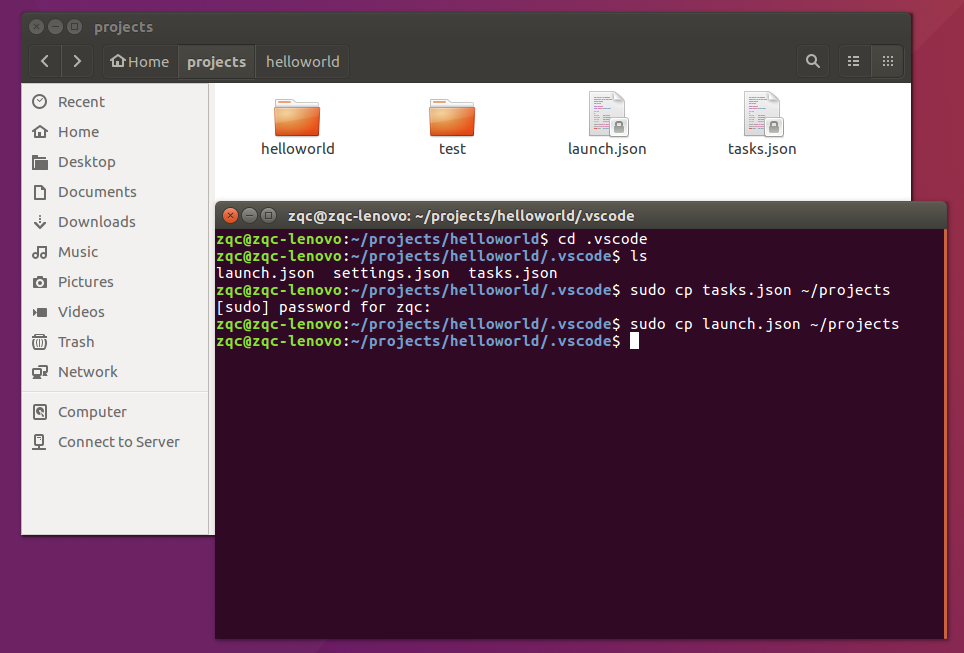 projects
Home projects helloworld
Recent
Home
Desktop
Documents
Downloads
Music
Pictures
Videos
Trash
Network
Computer
Connect to Server
helloworld test launch.json tasks.json
zqc@zqc-lenovo: ~/projects/helloworld/.vscode
zqc@zqc-lenovo:~/projects/helloworld$ cd .vscode
zqc@zqc-lenovo:~/projects/helloworld/.vscode$ ls
launch.json  settings.json  tasks.json
zqc@zqc-lenovo:~/projects/helloworld/.vscode$ sudo cp tasks.json ~/projects
[sudo] password for zqc:
zqc@zqc-lenovo:~/projects/helloworld/.vscode$ sudo cp launch.json ~/projects
zqc@zqc-lenovo:~/projects/helloworld/.vscode$